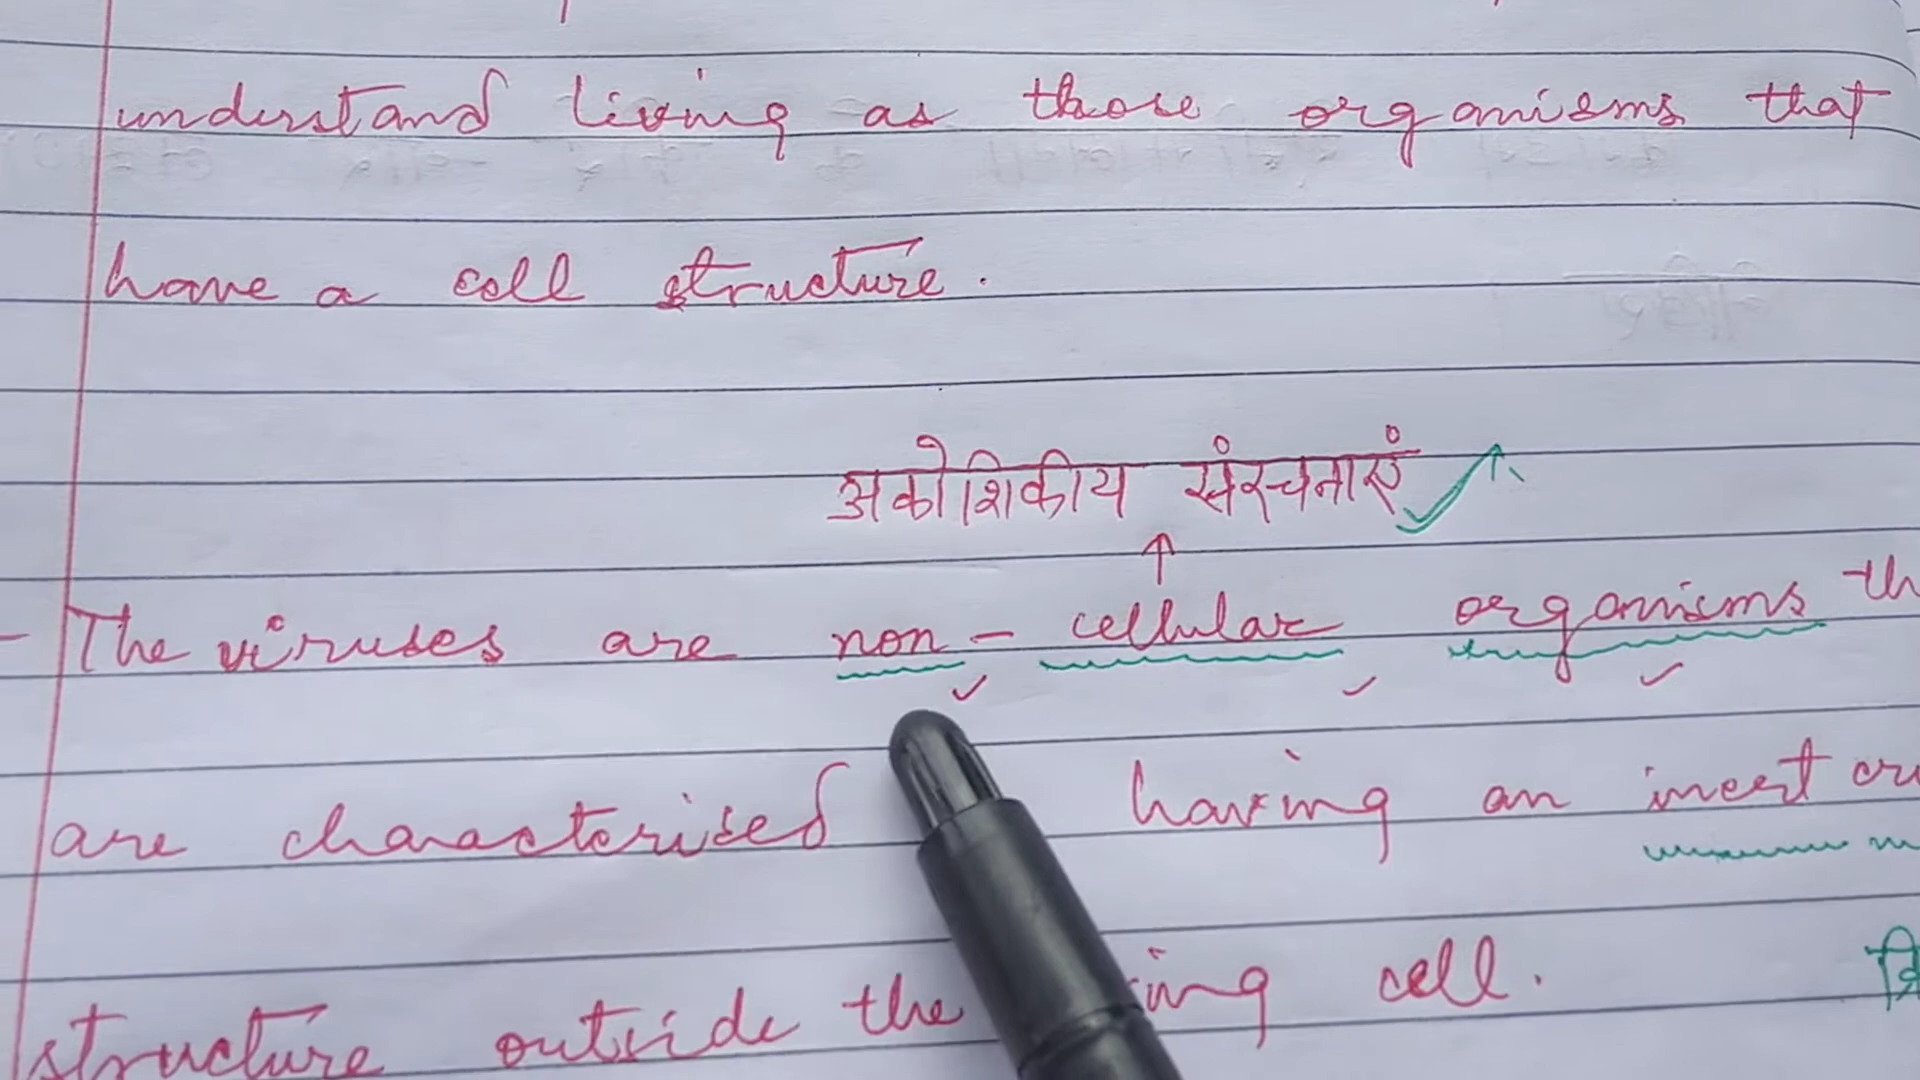 understand living as those organisms that
have a cell structure.
अकोशिकीय संरचनाएं
- The viruses are non - cellular organisms
are characterised having an inert
structure outside the cell.